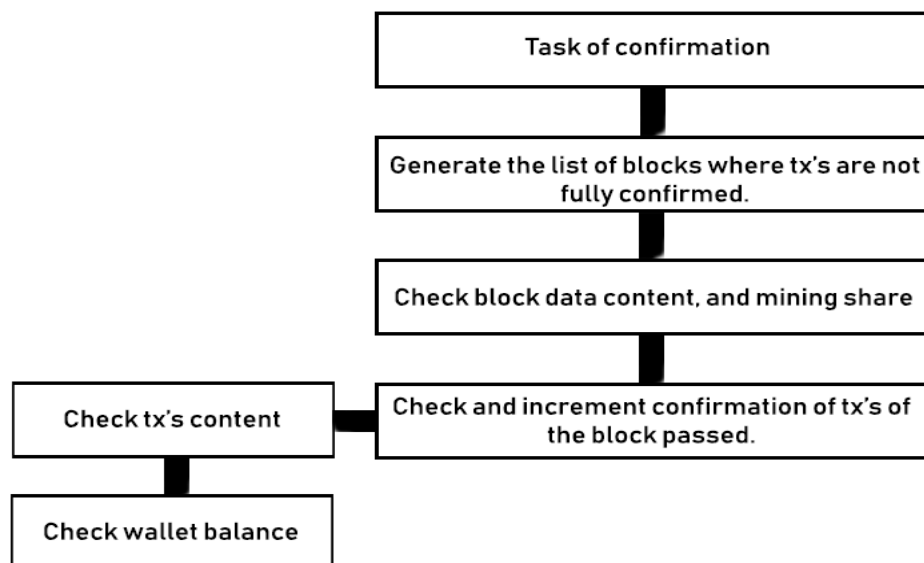 Task of confirmation
Generate the list of blocks where tx's are not
fully confirmed.
Check block data content, and mining share
Check and increment confirmation of tx's of
the block passed.
Check tx's content
Check wallet balance